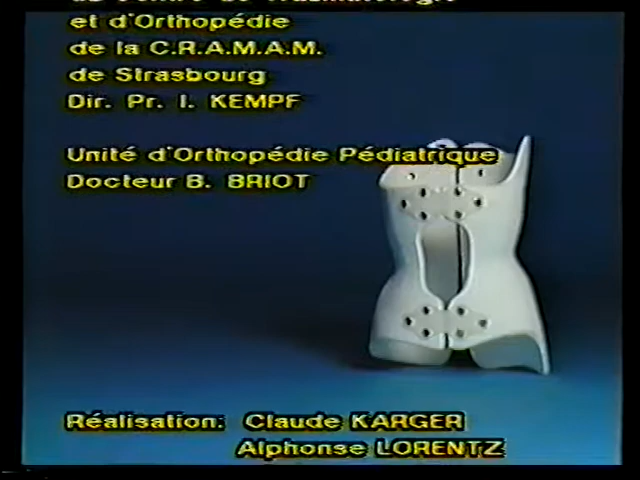 et d'Orthopédie
de la C.R.A.M.A.M.
de Strasbourg
Dir. Pr. I. KEMPF
Unité d'Orthopédie Pédiatrique
Docteur B. BRIOT
Réalisation: Claude KARGER
Alphonse LORENTZ